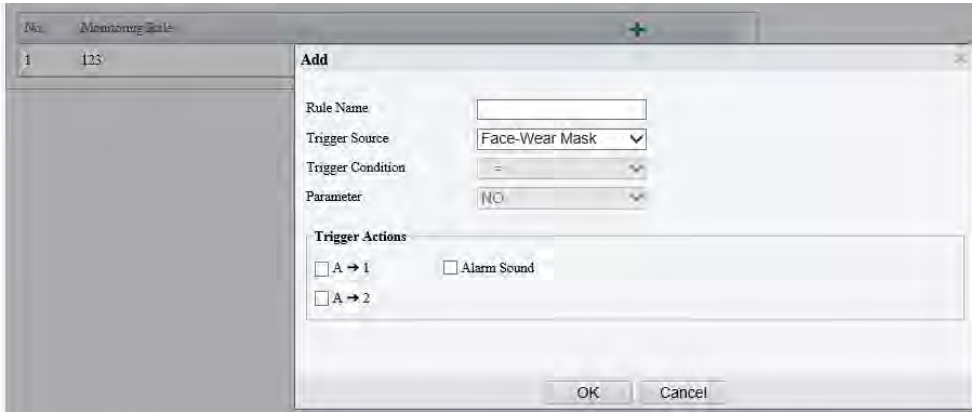 No. Monitoring Rule
1 123
Add
Rule Name
Trigger Source Face-Wear Mask
Trigger Condition =
Parameter NO
Trigger Actions
A → 1 Alarm Sound
A → 2
OK Cancel